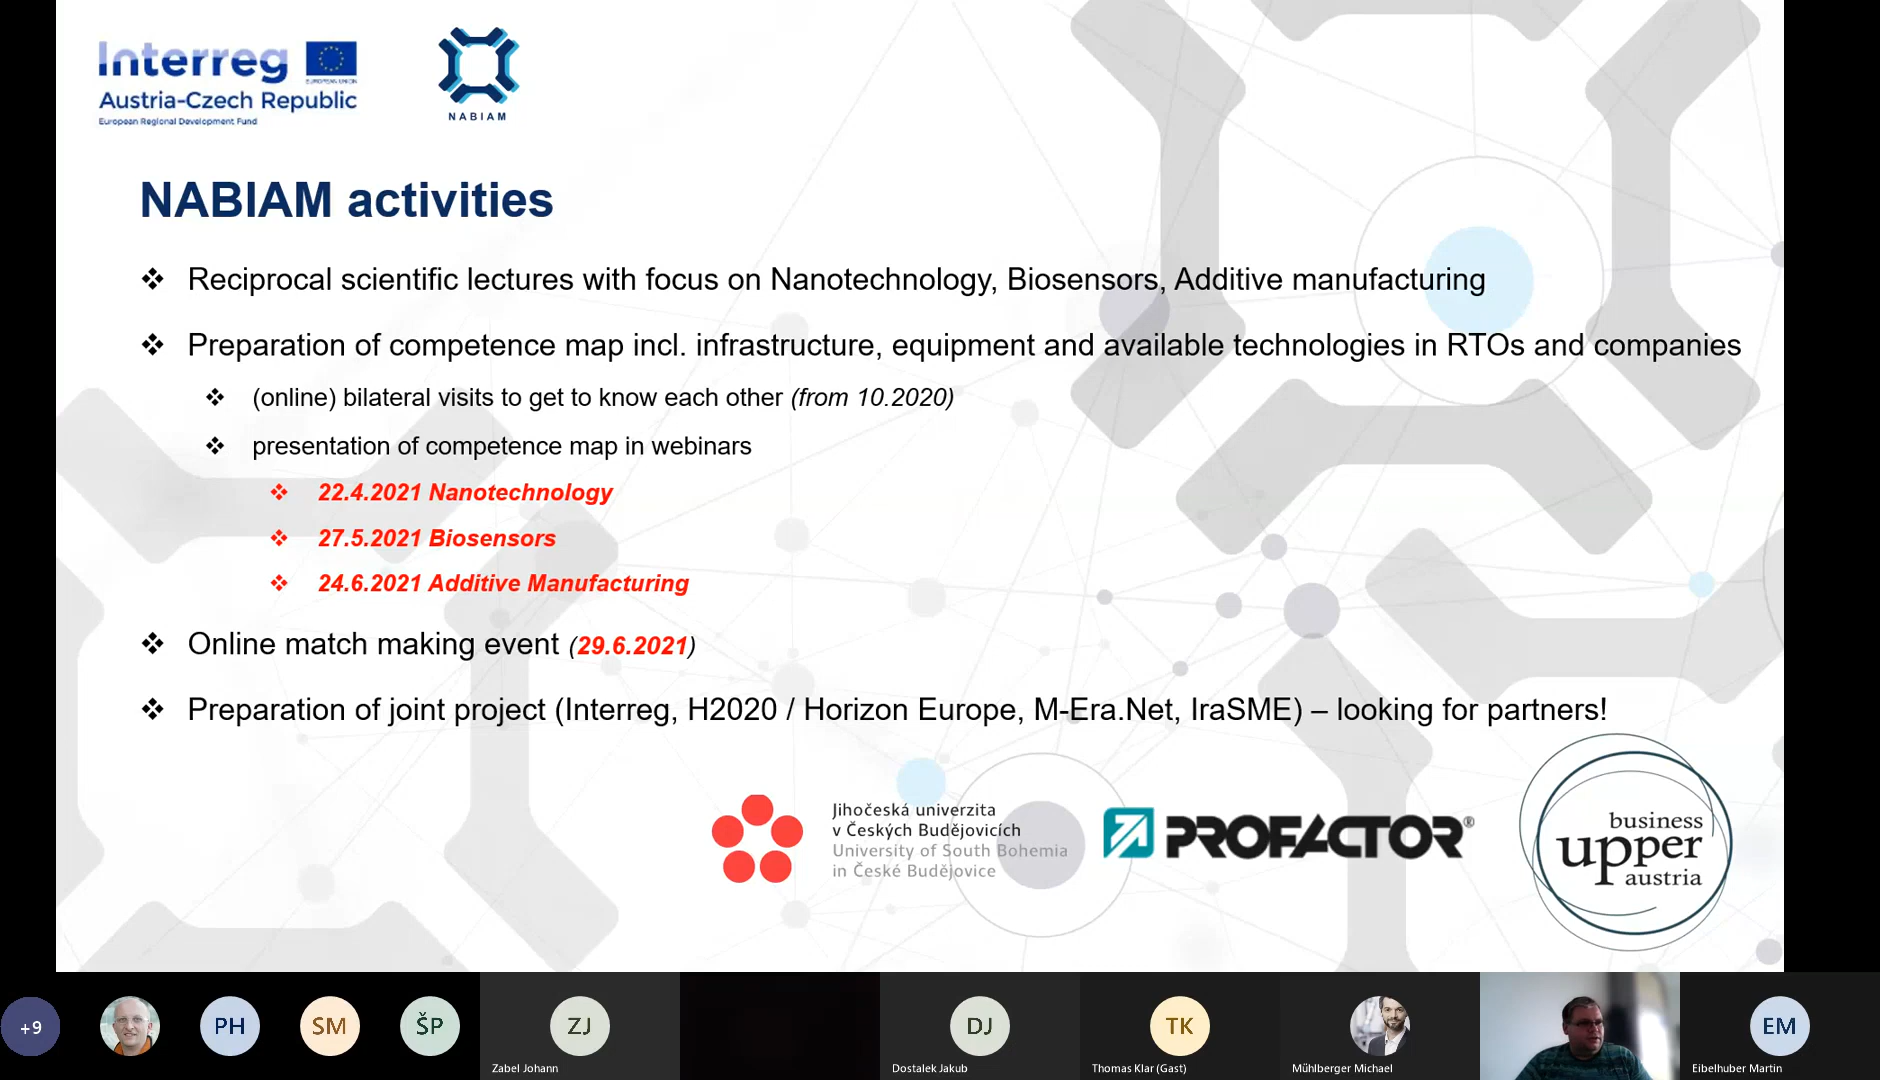 Interreg
EUROPEAN UNION
Austria-Czech Republic
European Regional Development Fund
NABIAM
NABIAM activities
❖ Reciprocal scientific lectures with focus on Nanotechnology, Biosensors, Additive manufacturing
❖ Preparation of competence map incl. infrastructure, equipment and available technologies in RTOs and companies
❖ (online) bilateral visits to get to know each other (from 10.2020)
❖ presentation of competence map in webinars
❖ 22.4.2021 Nanotechnology
❖ 27.5.2021 Biosensors
❖ 24.6.2021 Additive Manufacturing
❖ Online match making event (29.6.2021)
❖ Preparation of joint project (Interreg, H2020 / Horizon Europe, M-Era.Net, IraSME) – looking for partners!
Jihočeská univerzita
v Českých Budějovicích
University of South Bohemia
in České Budějovice
PROFACTOR®
business
upper
austria
+9
PH
SM
ŠP
ZJ
Zabel Johann
DJ
Dostalek Jakub
TK
Thomas Klar (Gast)
Mühlberger Michael
EM
Eibelhuber Martin